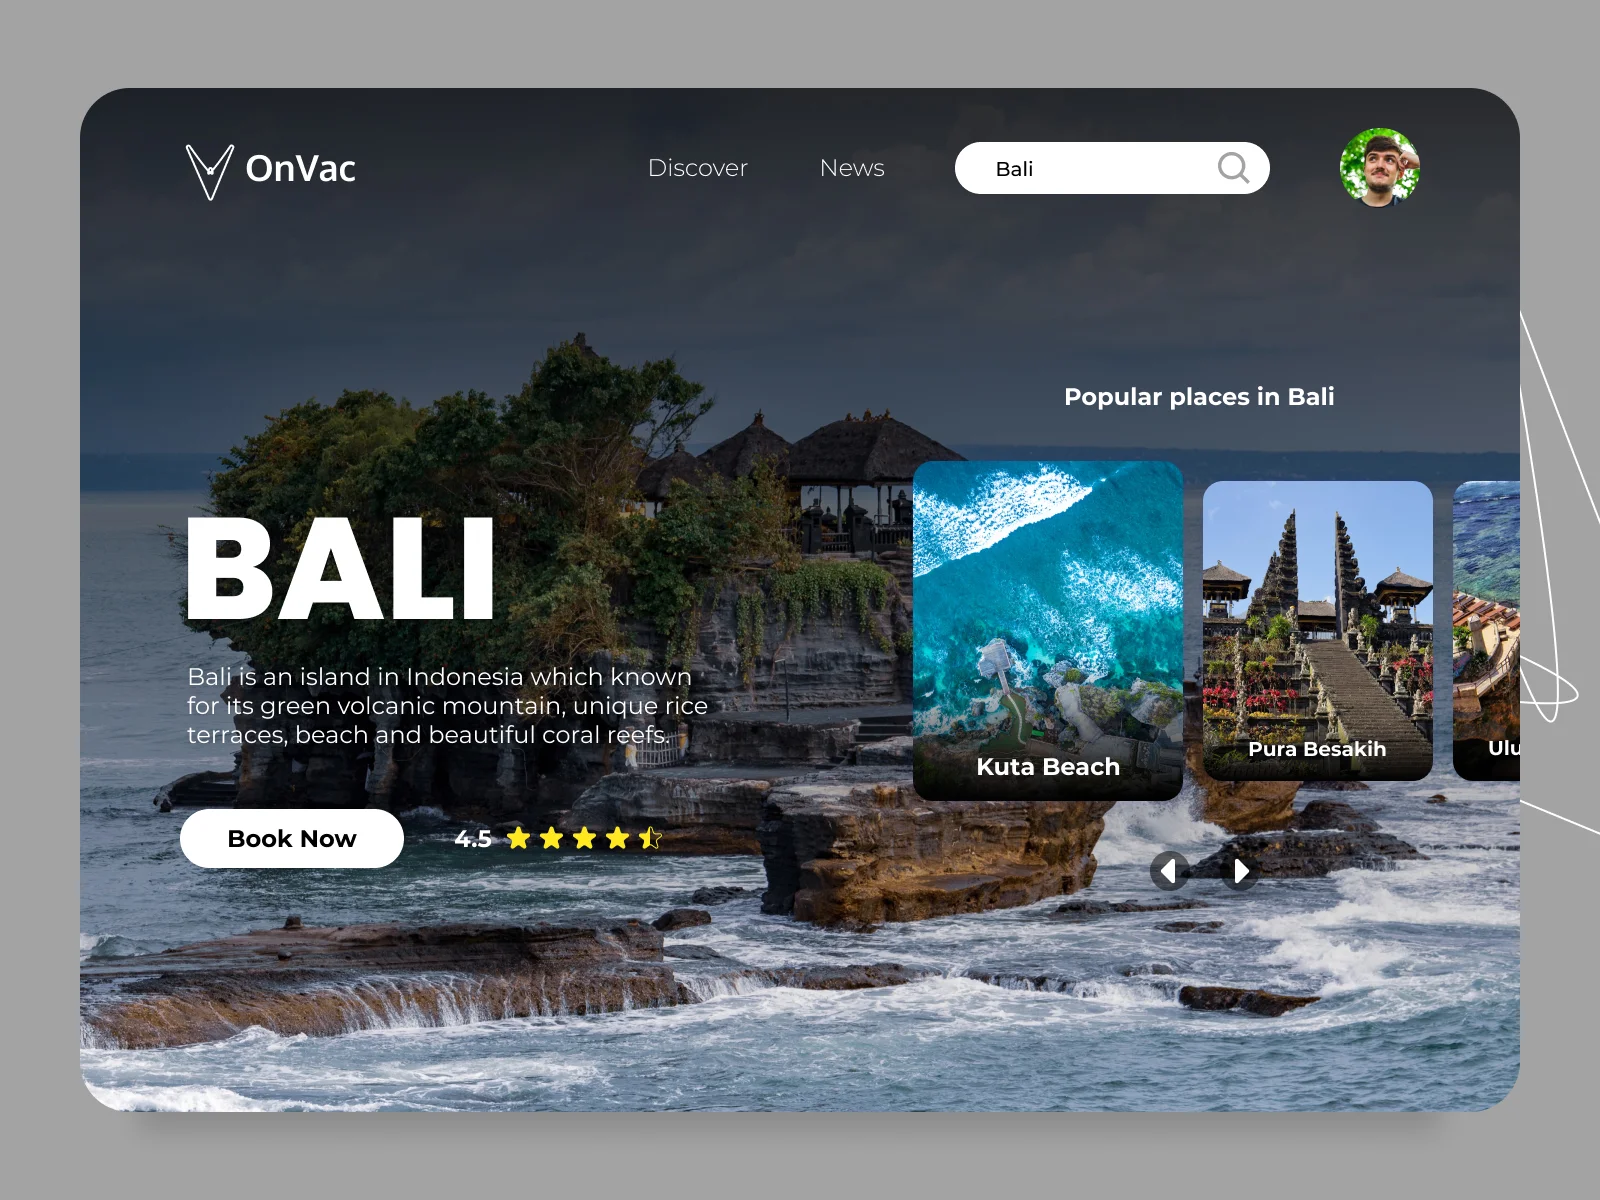 OnVac
Discover
News
Bali
Popular places in Bali
BALI
Bali is an island in Indonesia which known
for its green volcanic mountain, unique rice
terraces, beach and beautiful coral reefs.
Kuta Beach
Pura Besakih
Ulu
Book Now
4.5